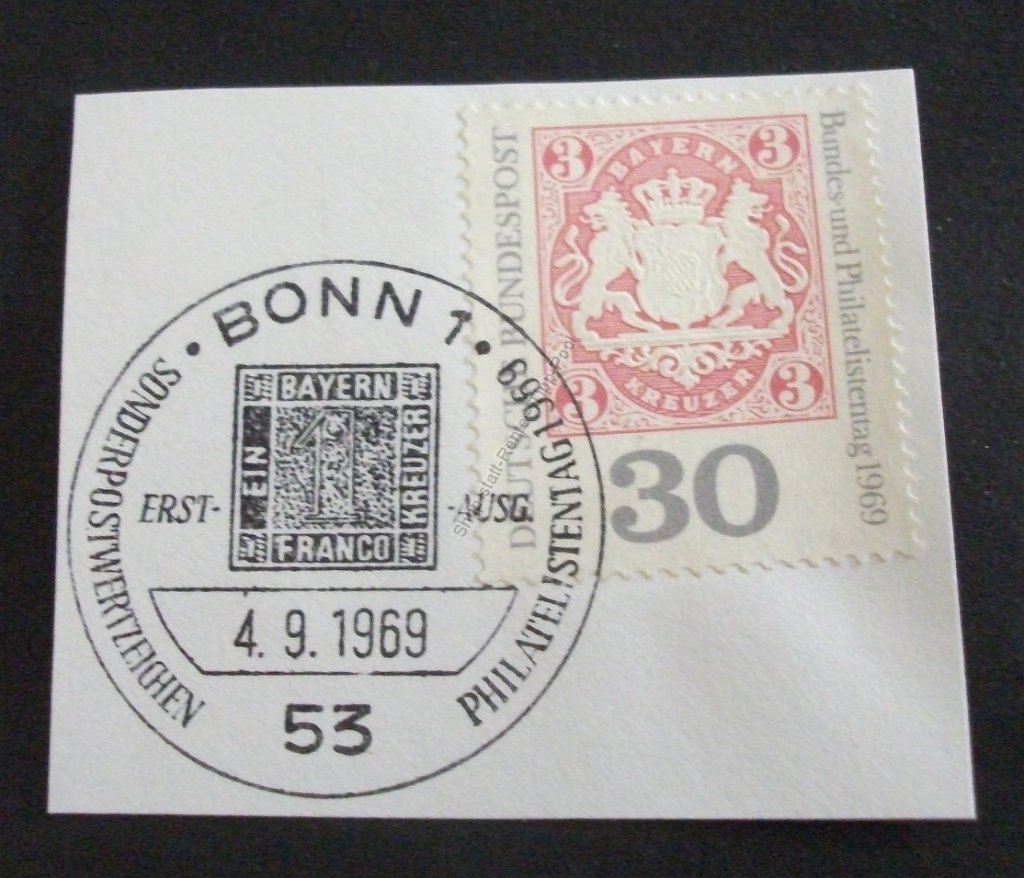 DEUTSCHE BUNDESPOST
3 3
BAYERN
3 3
KREUZER
Bundes-und Philatelistentag 1969
30
BONN 1
SONDERPOSTWERTZEICHEN
PHILATELISTENTAG 1969
BAYERN
EIN
1
KREUZER
FRANCO
ERST- -AUSG.
4. 9. 1969
53